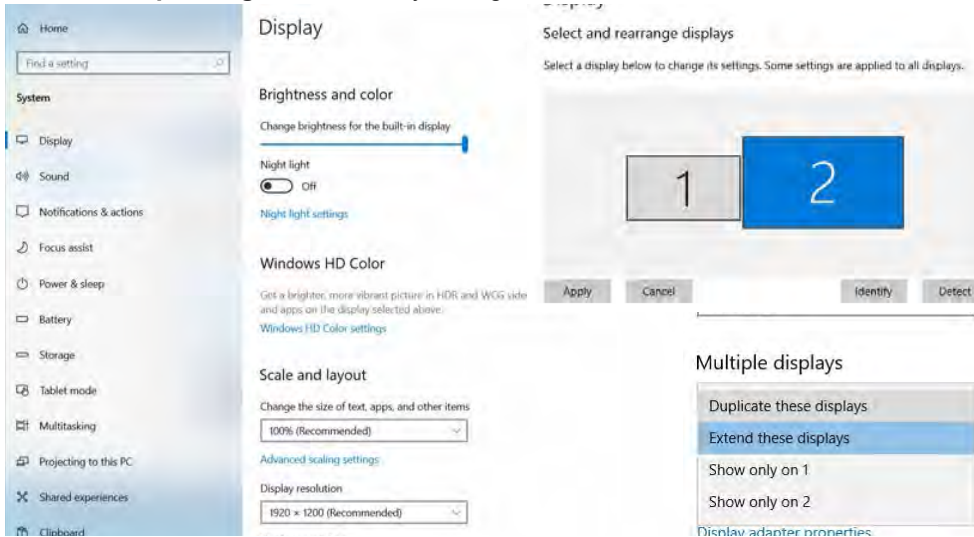 Home
Find a setting
System
Display
Sound
Notifications & actions
Focus assist
Power & sleep
Battery
Storage
Tablet mode
Multitasking
Projecting to this PC
Shared experiences
Clipboard
Display
Brightness and color
Change brightness for the built-in display
Night light
Off
Night light settings
Windows HD Color
Get a brighter, more vibrant picture in HDR and WCG vide
and apps on the display selected above.
Windows HD Color settings
Scale and layout
Change the size of text, apps, and other items
100% (Recommended)
Advanced scaling settings
Display resolution
1920 × 1200 (Recommended)
Select and rearrange displays
Select a display below to change its settings. Some settings are applied to all displays.
1
2
Apply Cancel Identify Detect
Multiple displays
Duplicate these displays
Extend these displays
Show only on 1
Show only on 2
Display adapter properties